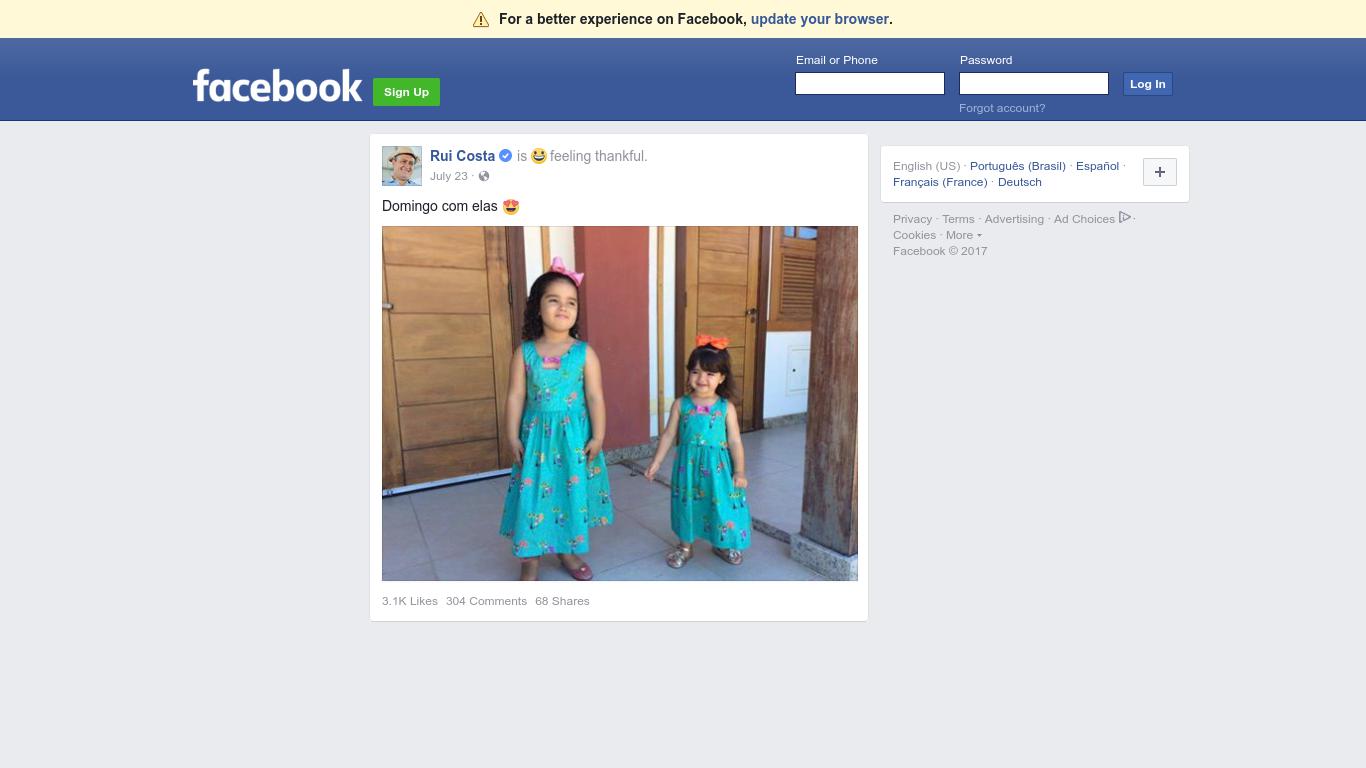 For a better experience on Facebook, update your browser.
facebook
Sign Up
Email or Phone
Password
Log In
Forgot account?
Rui Costa is feeling thankful.
July 23 ·
Domingo com elas
3.1K Likes 304 Comments 68 Shares
English (US) · Português (Brasil) · Español ·
Français (France) · Deutsch
+
Privacy · Terms · Advertising · Ad Choices ·
Cookies · More
Facebook © 2017